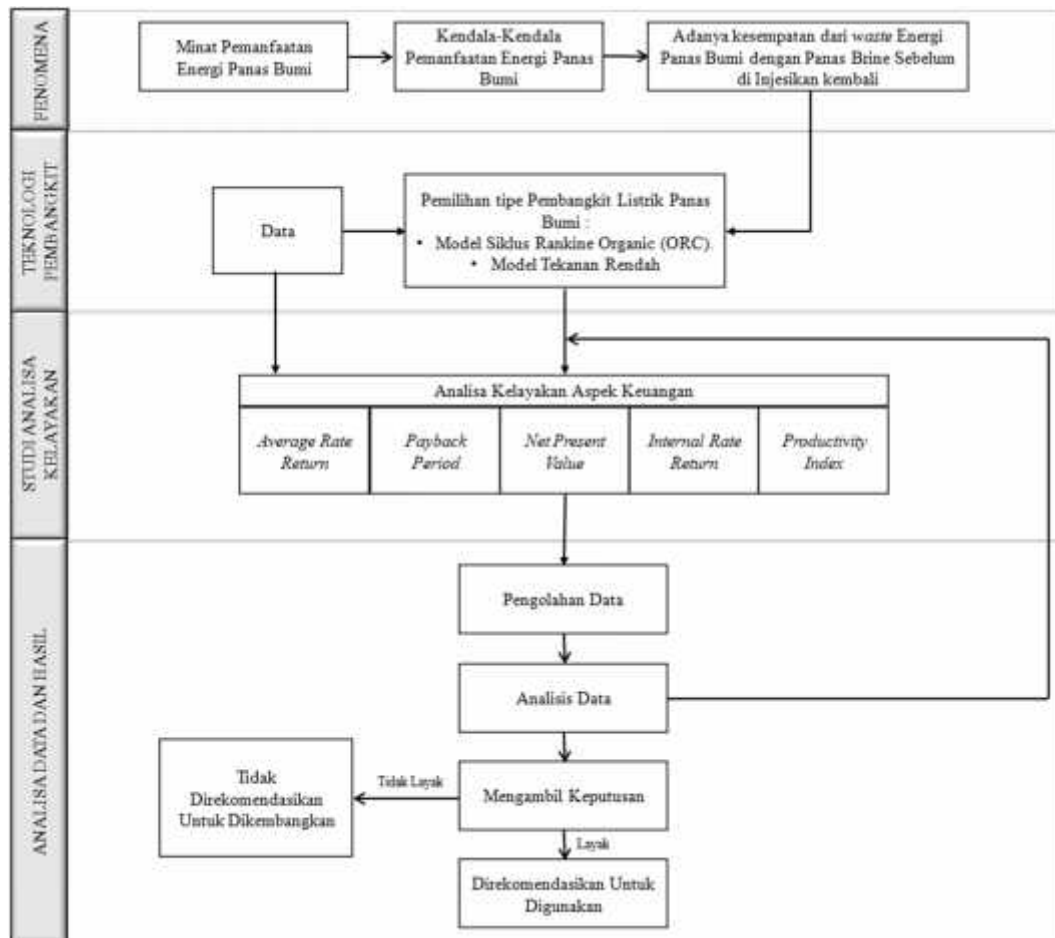 FENOMENA
Minat Pemanfaatan
Energi Panas Bumi
Kendala-Kendala
Pemanfaatan Energi Panas
Bumi
Adanya kesempatan dari waste Energi
Panas Bumi dengan Panas Brine Sebelum
di Injesikan kembali
TEKNOLOGI
PEMBANGKIT
Data
Pemilihan tipe Pembangkit Listrik Panas
Bumi :
• Model Siklus Rankine Organic (ORC)
• Model Tekanan Rendah
STUDI ANALISA
KELAYAKAN
Analisa Kelayakan Aspek Keuangan
Average Rate
Return
Payback
Period
Net Present
Value
Internal Rate
Return
Productivity
Index
ANALISA DATA DAN HASIL
Pengolahan Data
Analisis Data
Tidak
Direkomendasikan
Untuk Dikembangkan
Tidak Layak
Mengambil Keputusan
Layak
Direkomendasikan Untuk
Digunakan